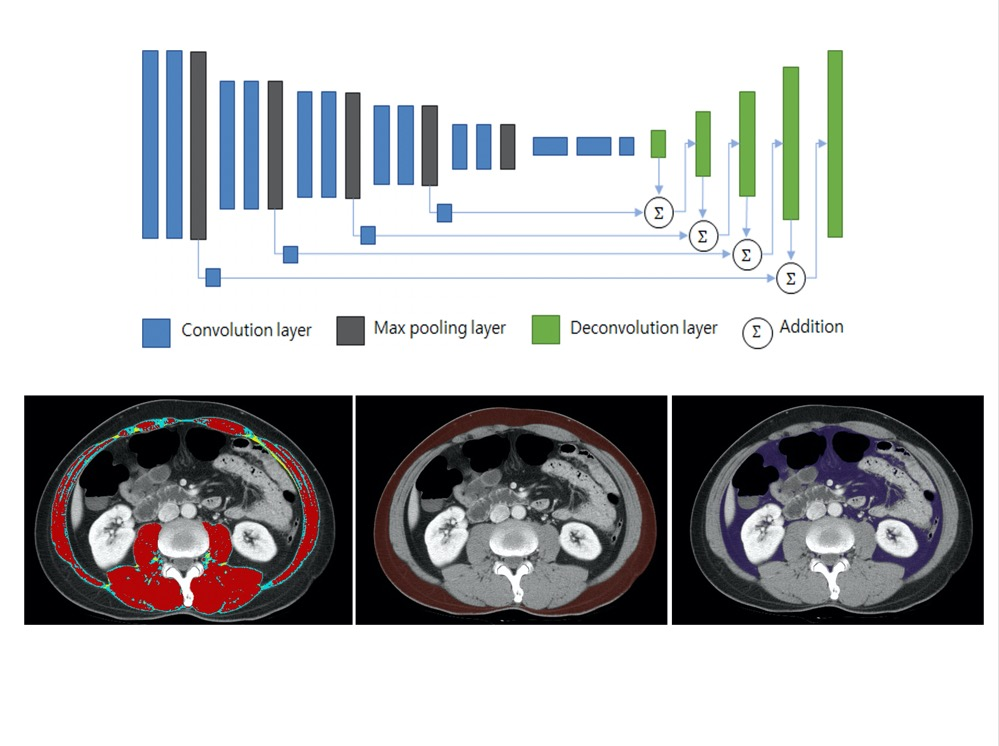 Σ
Σ
Σ
Σ
Convolution layer
Max pooling layer
Deconvolution layer
Σ
Addition